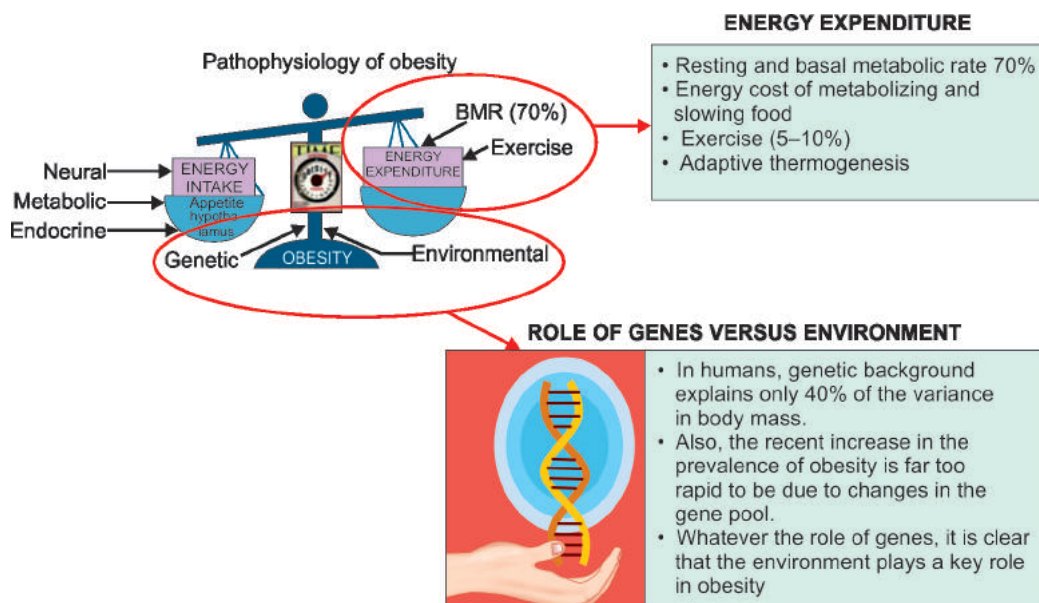 ENERGY EXPENDITURE
• Resting and basal metabolic rate 70%
• Energy cost of metabolizing and
slowing food
• Exercise (5–10%)
• Adaptive thermogenesis
Pathophysiology of obesity
BMR (70%)
Exercise
TIME
ENERGY
EXPENDITURE
Neural
ENERGY
INTAKE
Metabolic
Appetite
hypotha
lamus
Endocrine
Genetic
Environmental
OBESITY
ROLE OF GENES VERSUS ENVIRONMENT
• In humans, genetic background
explains only 40% of the variance
in body mass.
• Also, the recent increase in the
prevalence of obesity is far too
rapid to be due to changes in the
gene pool.
• Whatever the role of genes, it is clear
that the environment plays a key role
in obesity